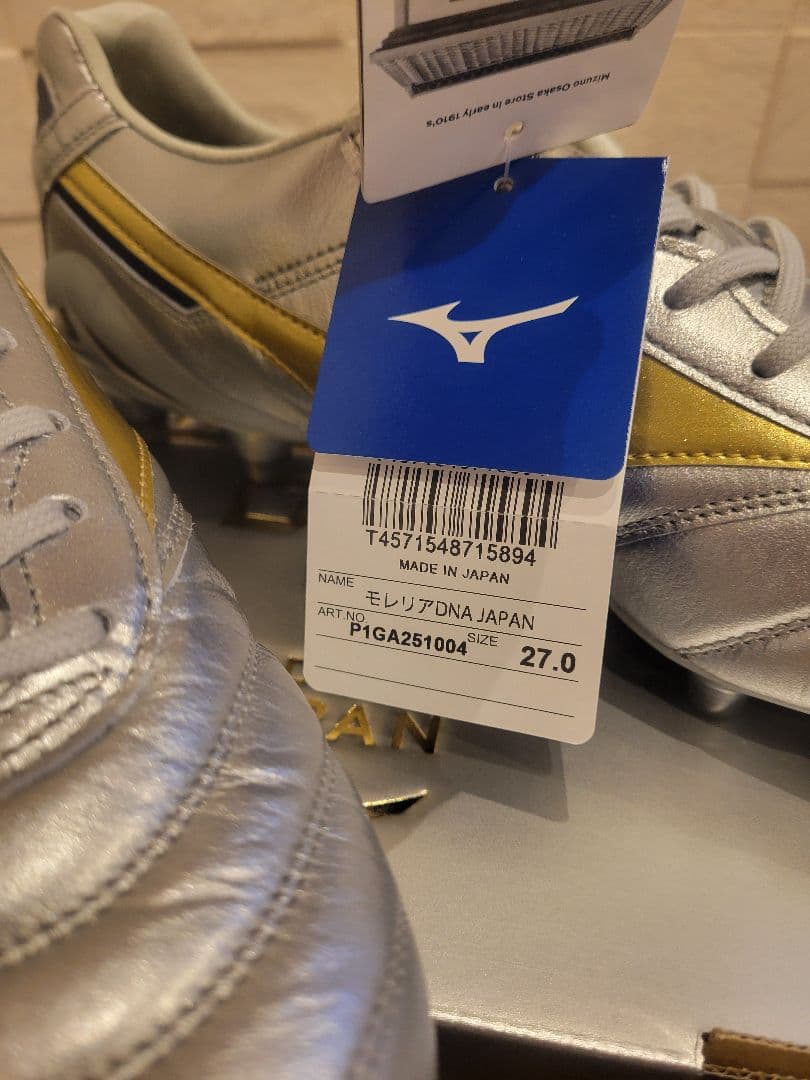 Mizuno Osaka Store in early 1910's
T4571548715894
MADE IN JAPAN
NAME モレリアDNA JAPAN
ART.NO. P1GA251004 SIZE 27.0